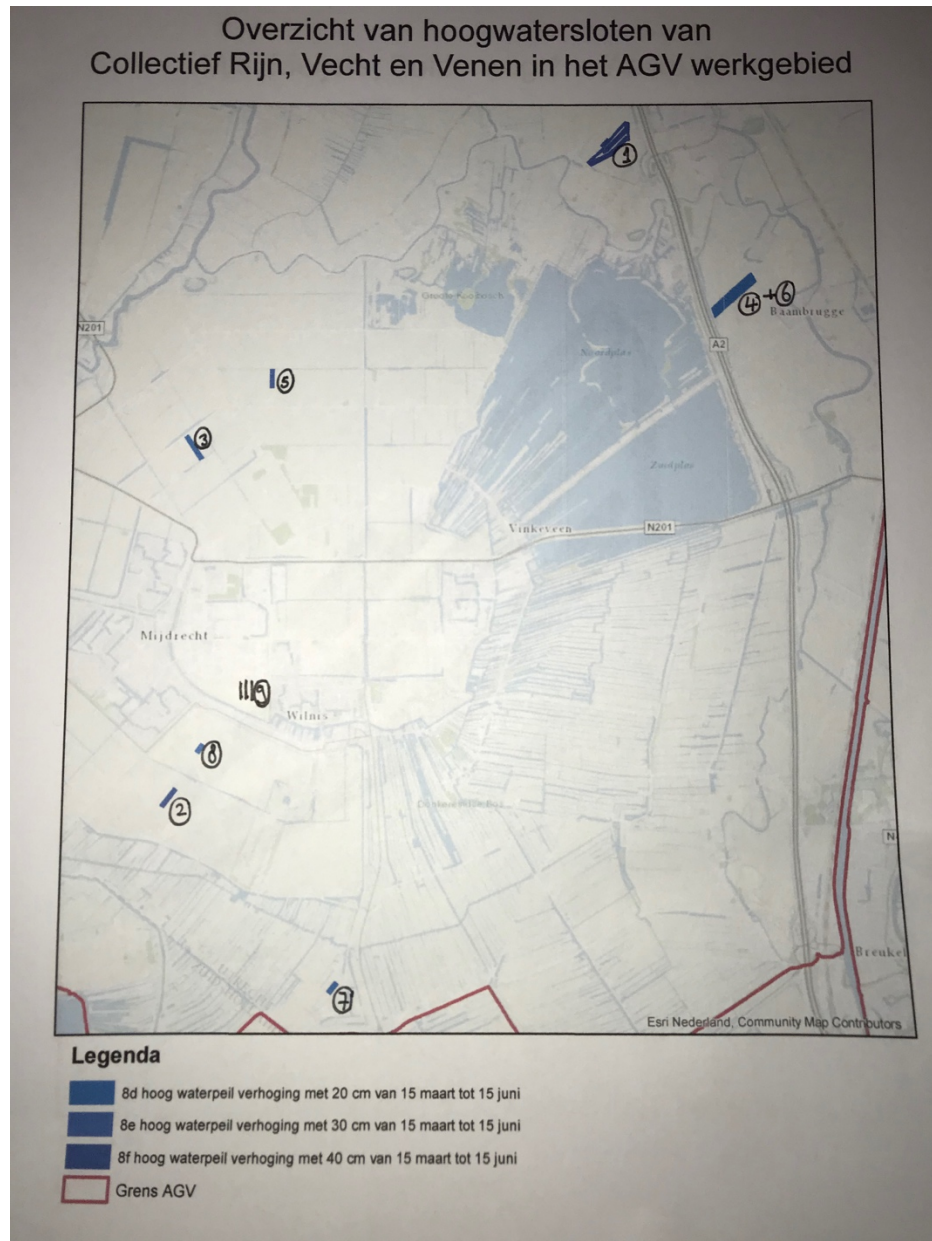 Overzicht van hoogwatersloten van
Collectief Rijn, Vecht en Venen in het AGV werkgebied
1
4+6
Baambrugge
N201
Noordplas
A2
5
3
Zuidplas
Vinkeveen
N201
Mijdrecht
9
Wilnis
8
2
N
Breukel
7
Esri Nederland, Community Map Contributors
Legenda
8d hoog waterpeil verhoging met 20 cm van 15 maart tot 15 juni
8e hoog waterpeil verhoging met 30 cm van 15 maart tot 15 juni
8f hoog waterpeil verhoging met 40 cm van 15 maart tot 15 juni
Grens AGV